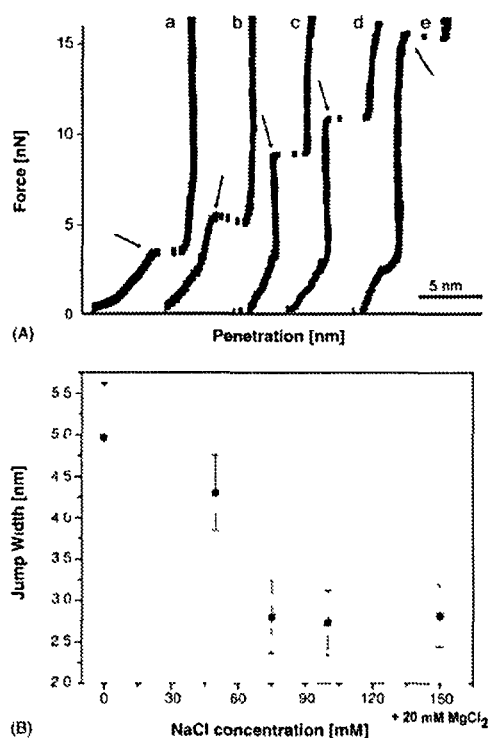 a b c d e
15
10
5
0
Force [nN]
5 nm
(A)
Penetration [nm]
5.5
5.0
4.5
4.0
3.5
3.0
2.5
2.0
Jump Width [nm]
0 30 60 90 120 150
+ 20 mM MgCl2
(B)
NaCl concentration [mM]